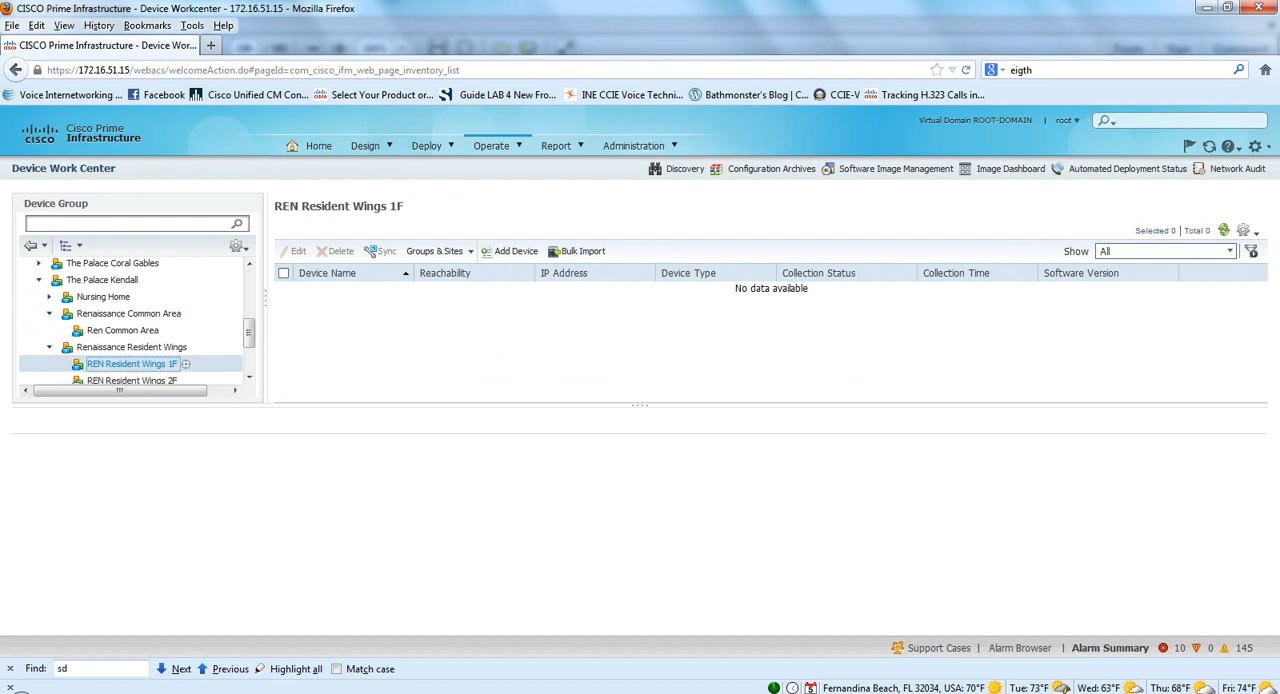 CISCO Prime Infrastructure - Device Workcenter - 172.16.51.15 - Mozilla Firefox
File Edit View History Bookmarks Tools Help
CISCO Prime Infrastructure - Device Wor... +
https://172.16.51.15/webacs/welcomeAction.do#pageId=com_cisco_ifm_web_page_inventory_list eigth
Voice Internetworking ... Facebook Cisco Unified CM Con... Select Your Product or... Guide LAB 4 New Fro... INE CCIE Voice Techni... Bathmonster's Blog | C... CCIE-V Tracking H.323 Calls in...
Virtual Domain ROOT-DOMAIN | root
CISCO Cisco Prime
Infrastructure
Home Design Deploy Operate Report Administration
Device Work Center Discovery Configuration Archives Software Image Management Image Dashboard Automated Deployment Status Network Audit
Device Group
REN Resident Wings 1F
Selected 0 | Total 0
Edit Delete Sync Groups & Sites Add Device Bulk Import Show All
Device Name Reachability IP Address Device Type Collection Status Collection Time Software Version
No data available
The Palace Coral Gables
The Palace Kendall
Nursing Home
Renaissance Common Area
Ren Common Area
Renaissance Resident Wings
REN Resident Wings 1F
REN Resident Wings 2F
Support Cases | Alarm Browser | Alarm Summary 10 0 145
Find: sd Next Previous Highlight all Match case
Fernandina Beach, FL 32034, USA: 70°F Tue: 73°F Wed: 63°F Thu: 68°F Fri: 74°F